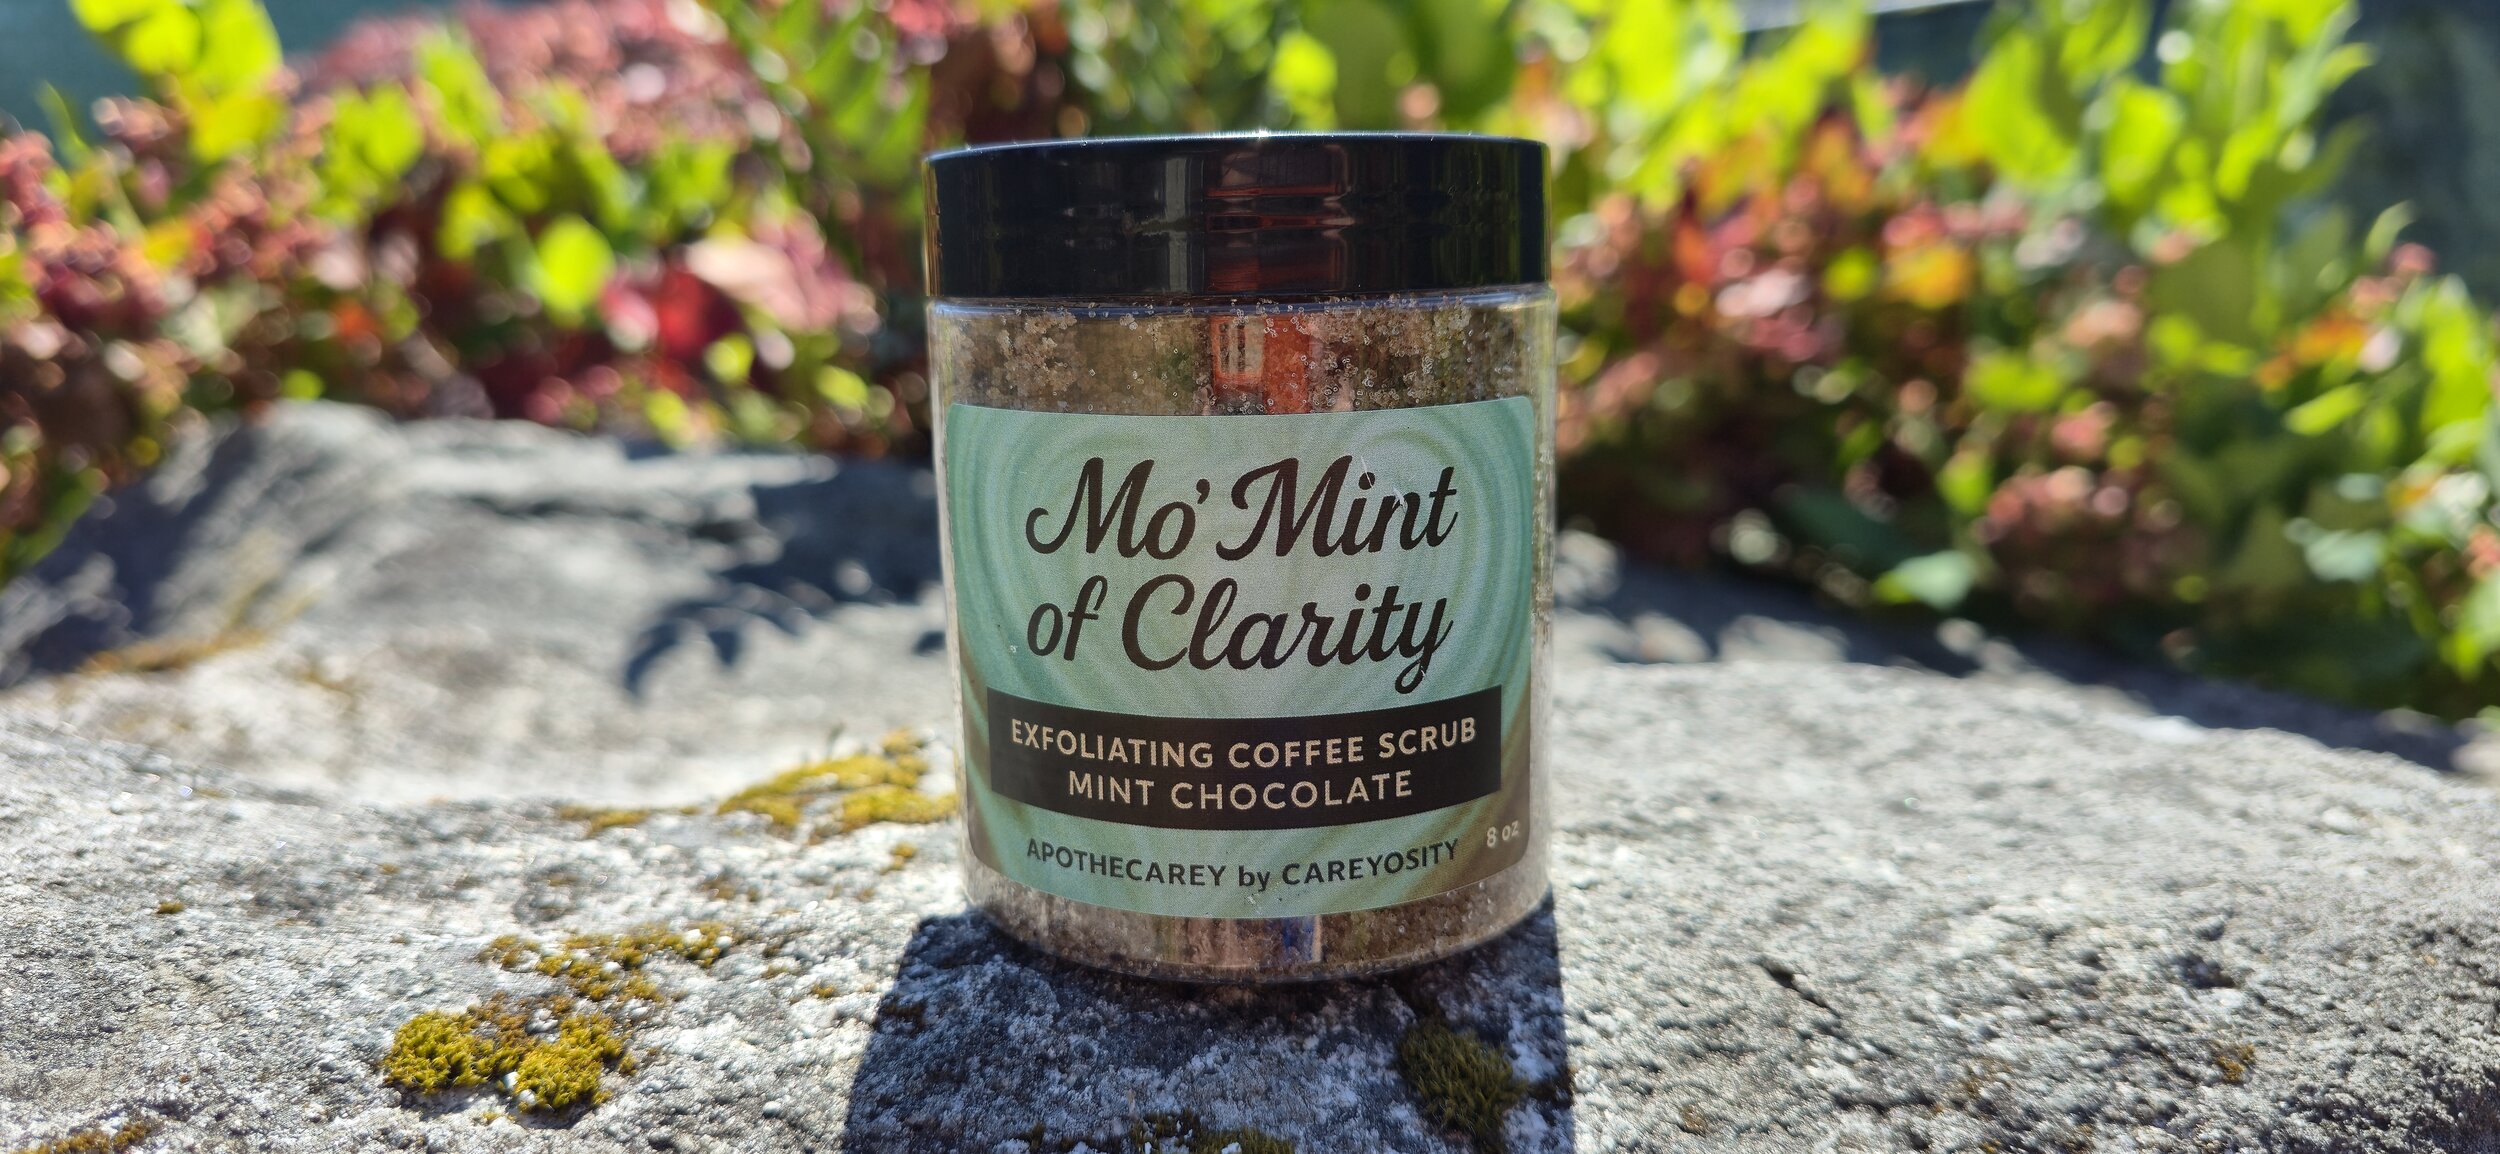 Mo' Mint
of Clarity
EXFOLIATING COFFEE SCRUB
MINT CHOCOLATE
APOTHECAREY by CAREYOSITY
8 oz